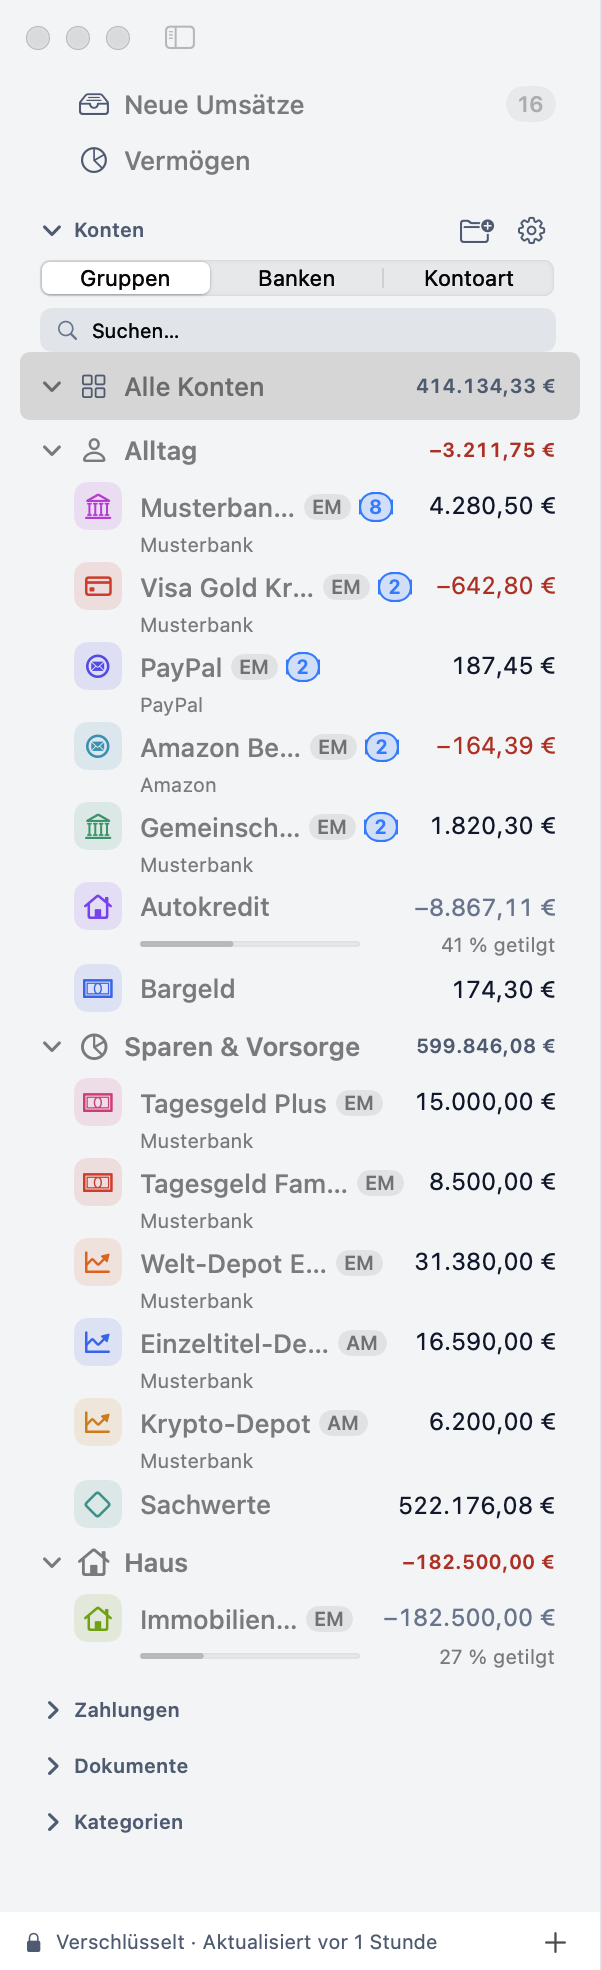 Neue Umsätze 16
Vermögen
Konten
Gruppen Banken Kontoart
Suchen...
Alle Konten 414.134,33 €
Alltag −3.211,75 €
Musterban... EM 8 4.280,50 €
Musterbank
Visa Gold Kr... EM 2 −642,80 €
Musterbank
PayPal EM 2 187,45 €
PayPal
Amazon Be... EM 2 −164,39 €
Amazon
Gemeinsch... EM 2 1.820,30 €
Musterbank
Autokredit −8.867,11 €
41 % getilgt
Bargeld 174,30 €
Sparen & Vorsorge 599.846,08 €
Tagesgeld Plus EM 15.000,00 €
Musterbank
Tagesgeld Fam... EM 8.500,00 €
Musterbank
Welt-Depot E... EM 31.380,00 €
Musterbank
Einzeltitel-De... AM 16.590,00 €
Musterbank
Krypto-Depot AM 6.200,00 €
Musterbank
Sachwerte 522.176,08 €
Haus −182.500,00 €
Immobilien... EM −182.500,00 €
27 % getilgt
Zahlungen
Dokumente
Kategorien
Verschlüsselt · Aktualisiert vor 1 Stunde